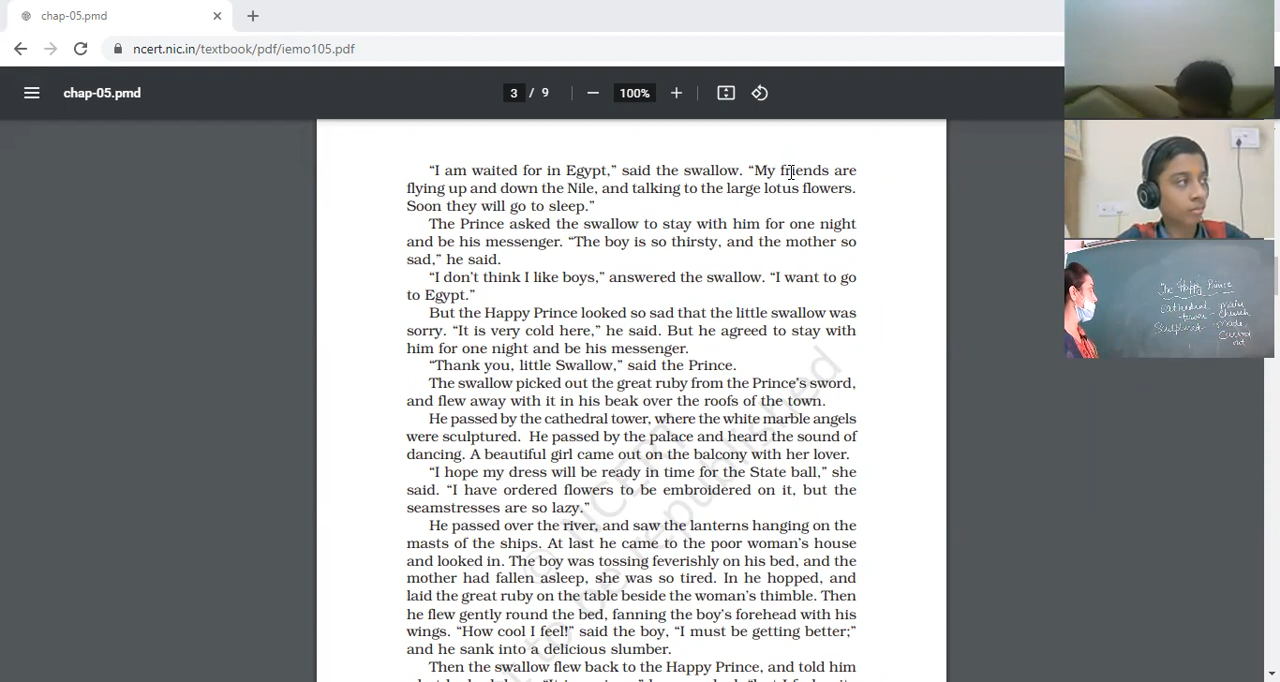 chap-05.pmd
ncert.nic.in/textbook/pdf/iemo105.pdf
chap-05.pmd
3 / 9
100%
“I am waited for in Egypt,” said the swallow. “My friends are
flying up and down the Nile, and talking to the large lotus flowers.
Soon they will go to sleep.”
The Prince asked the swallow to stay with him for one night
and be his messenger. “The boy is so thirsty, and the mother so
sad,” he said.
“I don’t think I like boys,” answered the swallow. “I want to go
to Egypt.”
But the Happy Prince looked so sad that the little swallow was
sorry. “It is very cold here,” he said. But he agreed to stay with
him for one night and be his messenger.
“Thank you, little Swallow,” said the Prince.
The swallow picked out the great ruby from the Prince’s sword,
and flew away with it in his beak over the roofs of the town.
He passed by the cathedral tower, where the white marble angels
were sculptured. He passed by the palace and heard the sound of
dancing. A beautiful girl came out on the balcony with her lover.
“I hope my dress will be ready in time for the State ball,” she
said. “I have ordered flowers to be embroidered on it, but the
seamstresses are so lazy.”
He passed over the river, and saw the lanterns hanging on the
masts of the ships. At last he came to the poor woman’s house
and looked in. The boy was tossing feverishly on his bed, and the
mother had fallen asleep, she was so tired. In he hopped, and
laid the great ruby on the table beside the woman’s thimble. Then
he flew gently round the bed, fanning the boy’s forehead with his
wings. “How cool I feel!” said the boy, “I must be getting better;”
and he sank into a delicious slumber.
Then the swallow flew back to the Happy Prince, and told him
© NCERT
be republished
The Happy Prince
Cathedral main
tower - Church
Sculptured - made
Carved
out